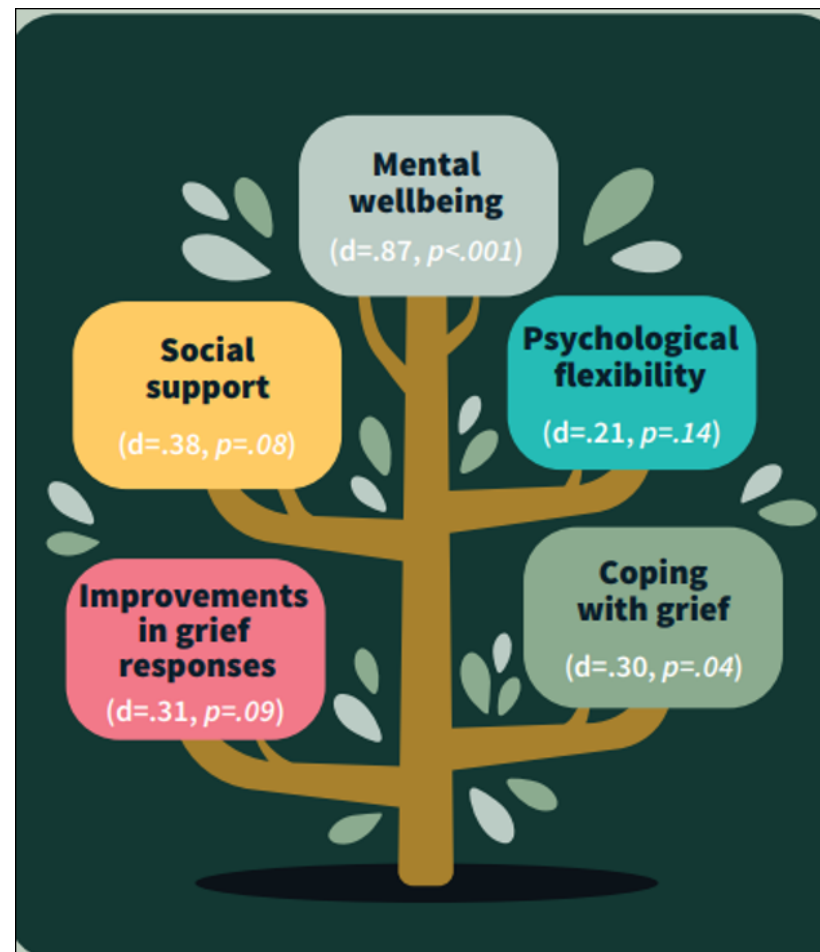 Mental
wellbeing
(d=.87, p<.001)
Social
support
(d=.38, p=.08)
Psychological
flexibility
(d=.21, p=.14)
Improvements
in grief
responses
(d=.31, p=.09)
Coping
with grief
(d=.30, p=.04)